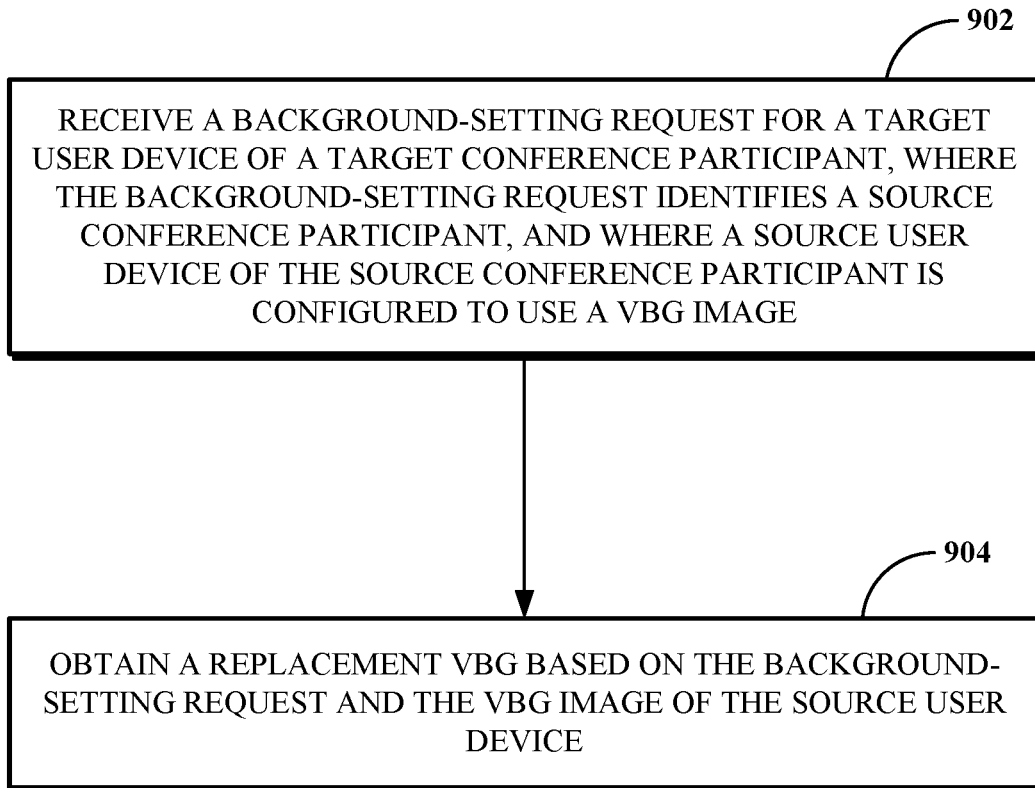 902
RECEIVE A BACKGROUND-SETTING REQUEST FOR A TARGET
USER DEVICE OF A TARGET CONFERENCE PARTICIPANT, WHERE
THE BACKGROUND-SETTING REQUEST IDENTIFIES A SOURCE
CONFERENCE PARTICIPANT, AND WHERE A SOURCE USER
DEVICE OF THE SOURCE CONFERENCE PARTICIPANT IS
CONFIGURED TO USE A VBG IMAGE
904
OBTAIN A REPLACEMENT VBG BASED ON THE BACKGROUND-
SETTING REQUEST AND THE VBG IMAGE OF THE SOURCE USER
DEVICE